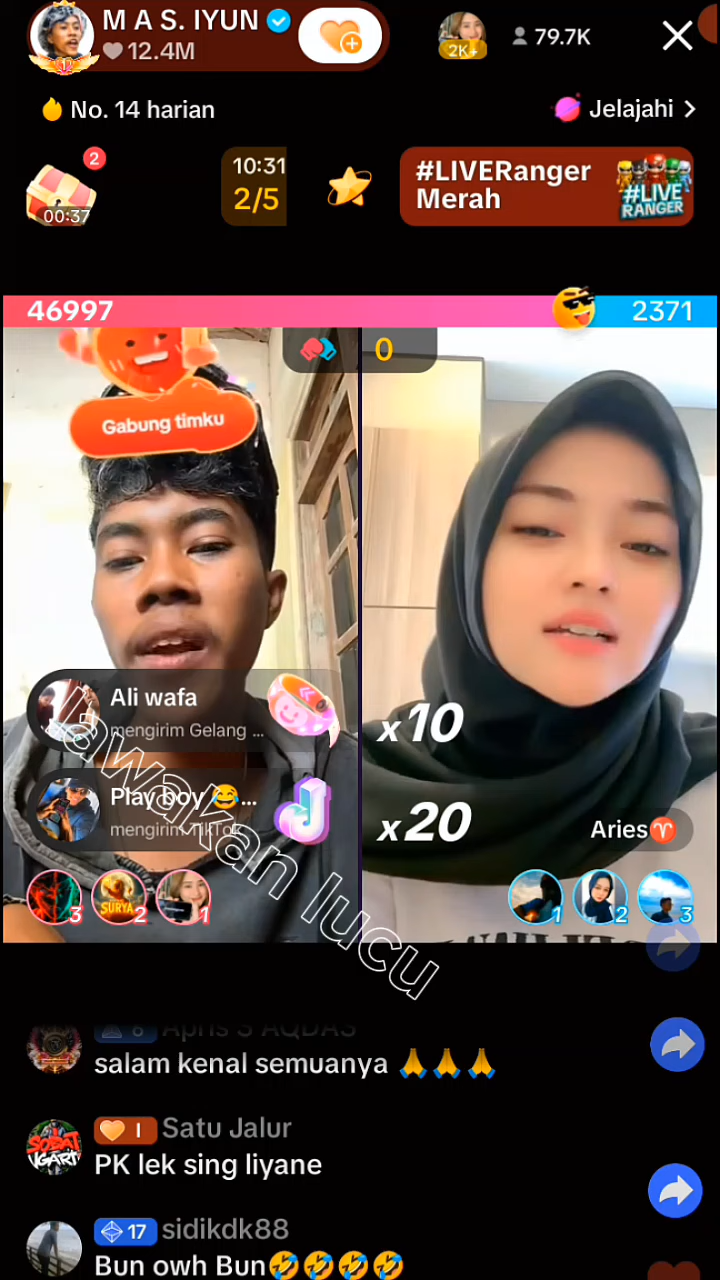 M A S. IYUN
12.4M
2K+
79.7K
No. 14 harian
Jelajahi >
2
00:37
10:31
2/5
#LIVERanger
Merah
#LIVE
RANGER
46997
2371
0
Gabung timku
Ali wafa
mengirim Gelang ...
x10
Play boy 😂...
mengirim TikTok
x20
Aries♈
3
SURYA
2
1
1
2
3
lawakan lucu
6 Apris S AQDAS
salam kenal semuanya 🙏🙏🙏
I Satu Jalur
PK lek sing liyane
17 sidikdk88
Bun owh Bun🤣🤣🤣🤣